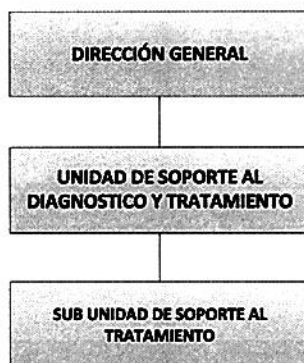 DIRECCIÓN GENERAL
UNIDAD DE SOPORTE AL
DIAGNOSTICO Y TRATAMIENTO
SUB UNIDAD DE SOPORTE AL
TRATAMIENTO